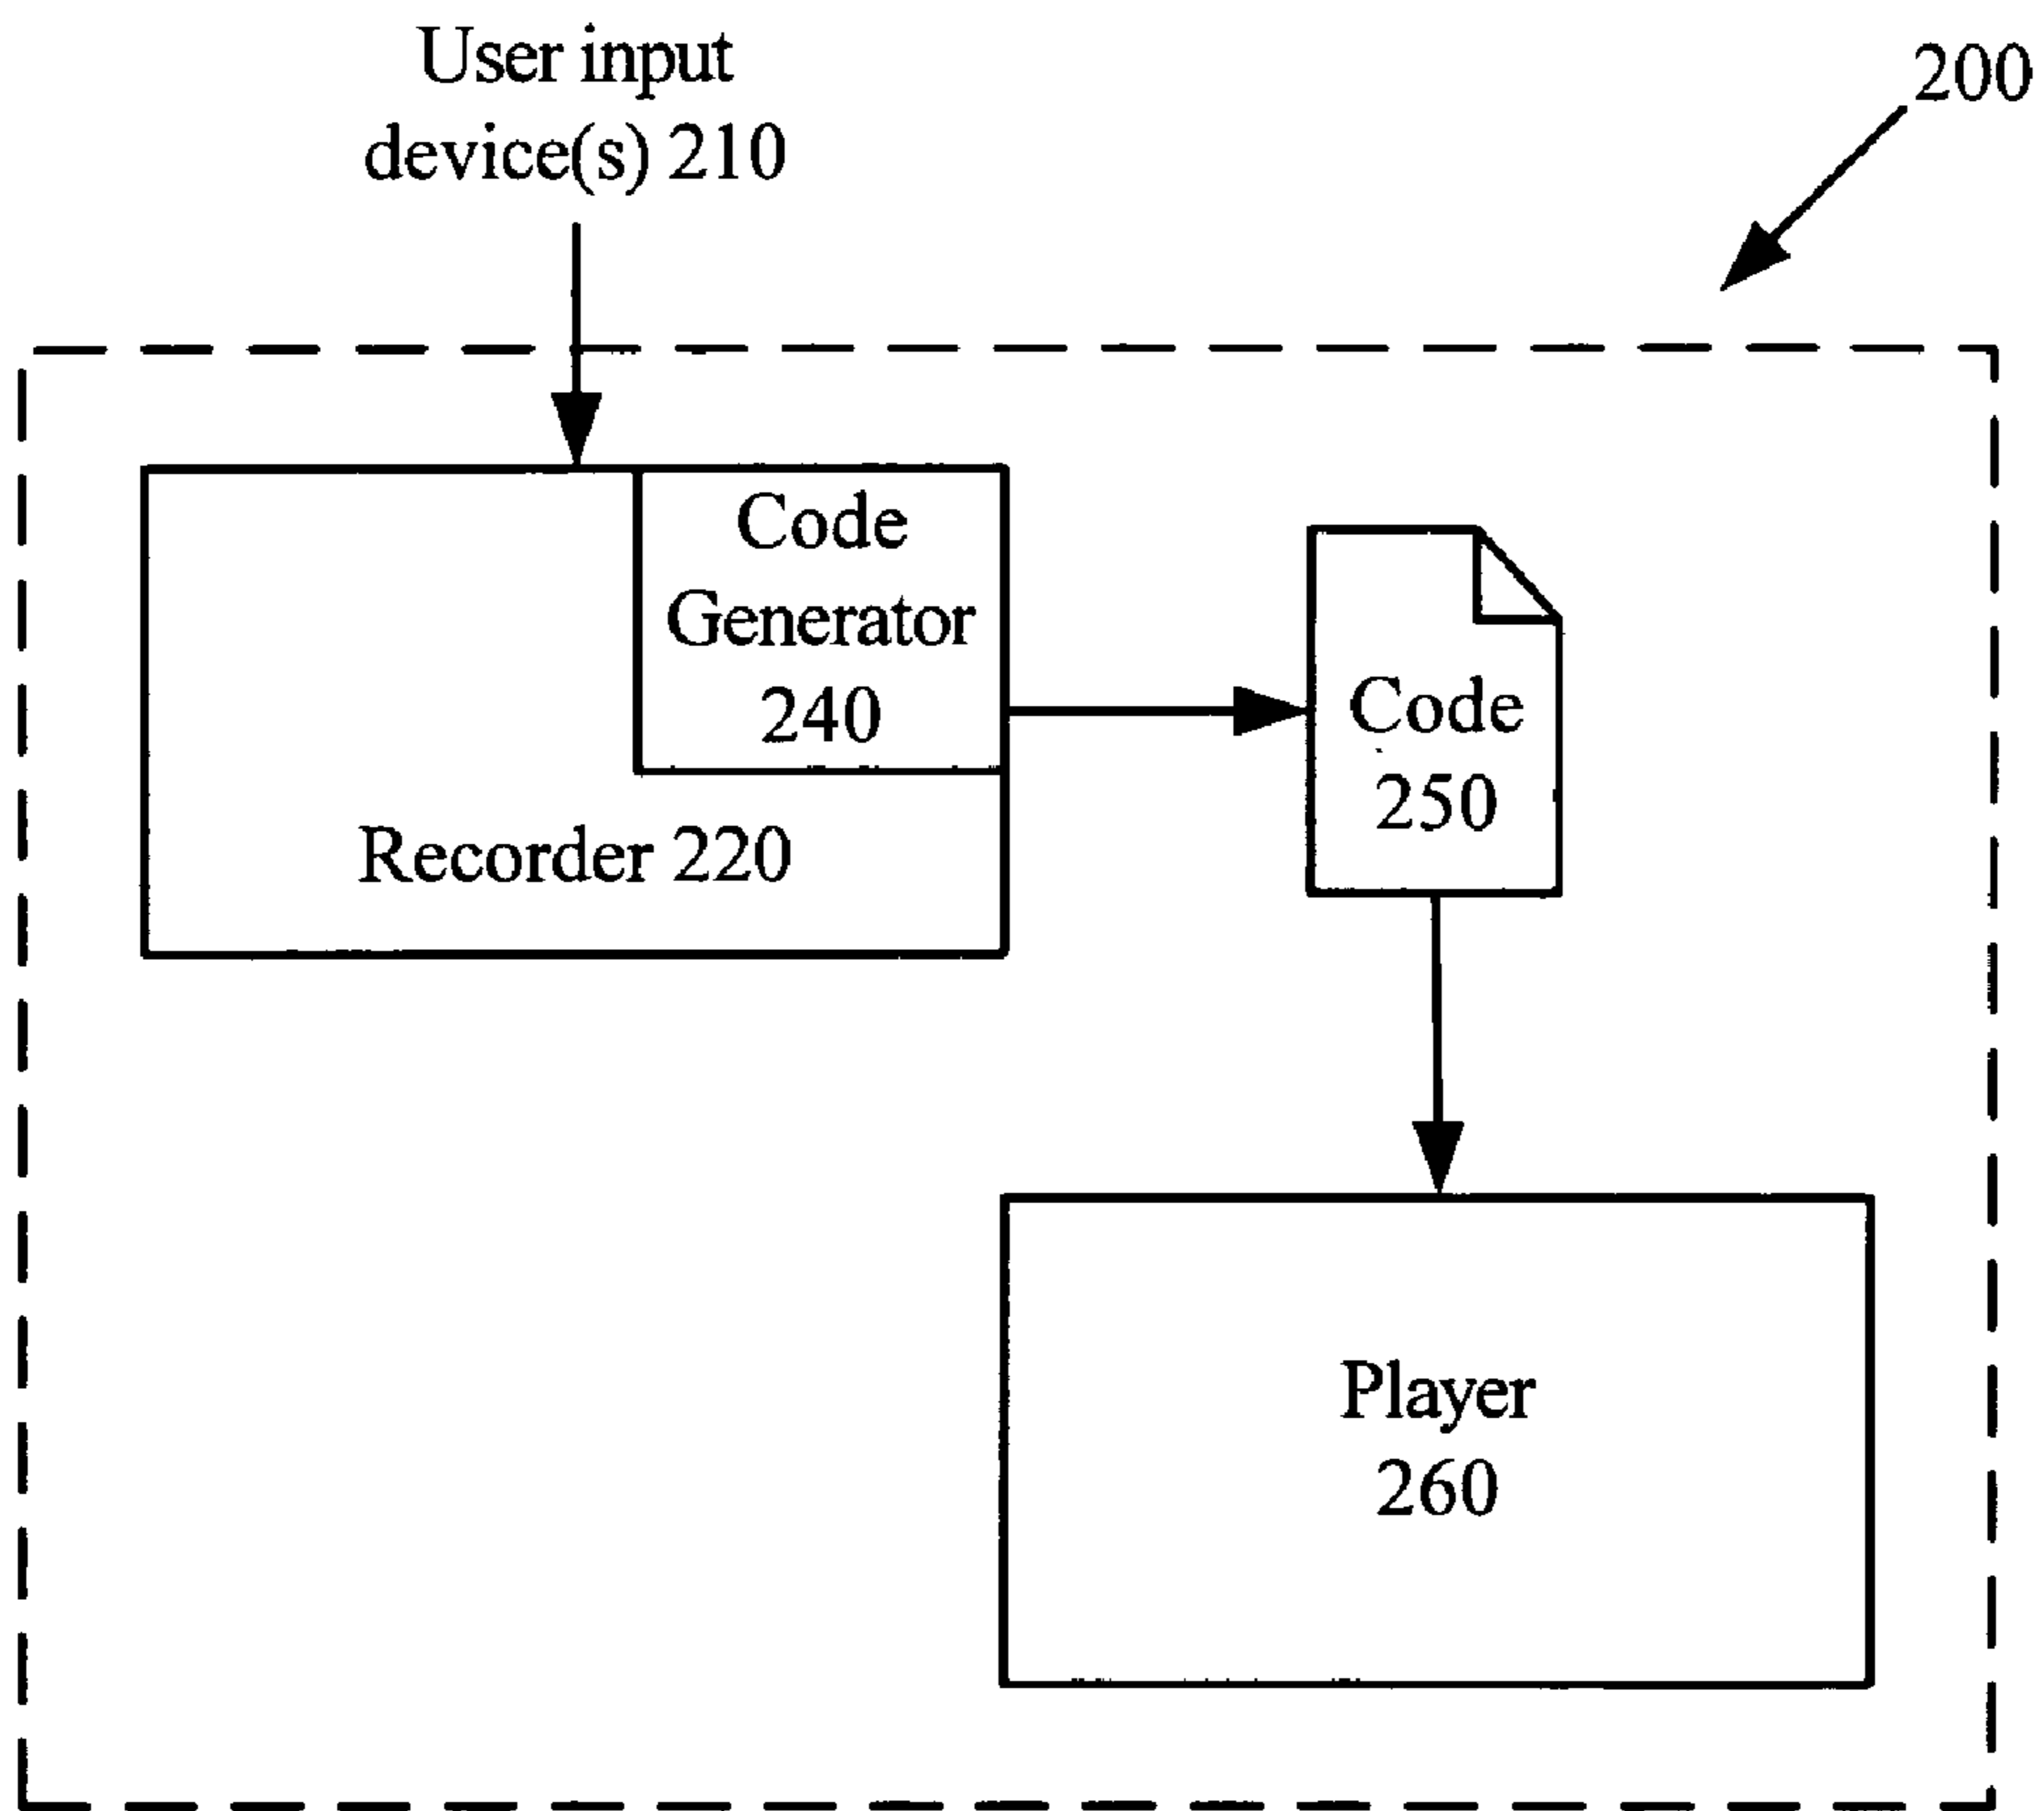 User input
device(s) 210
200
Code
Generator
240
Recorder 220
Code
250
Player
260